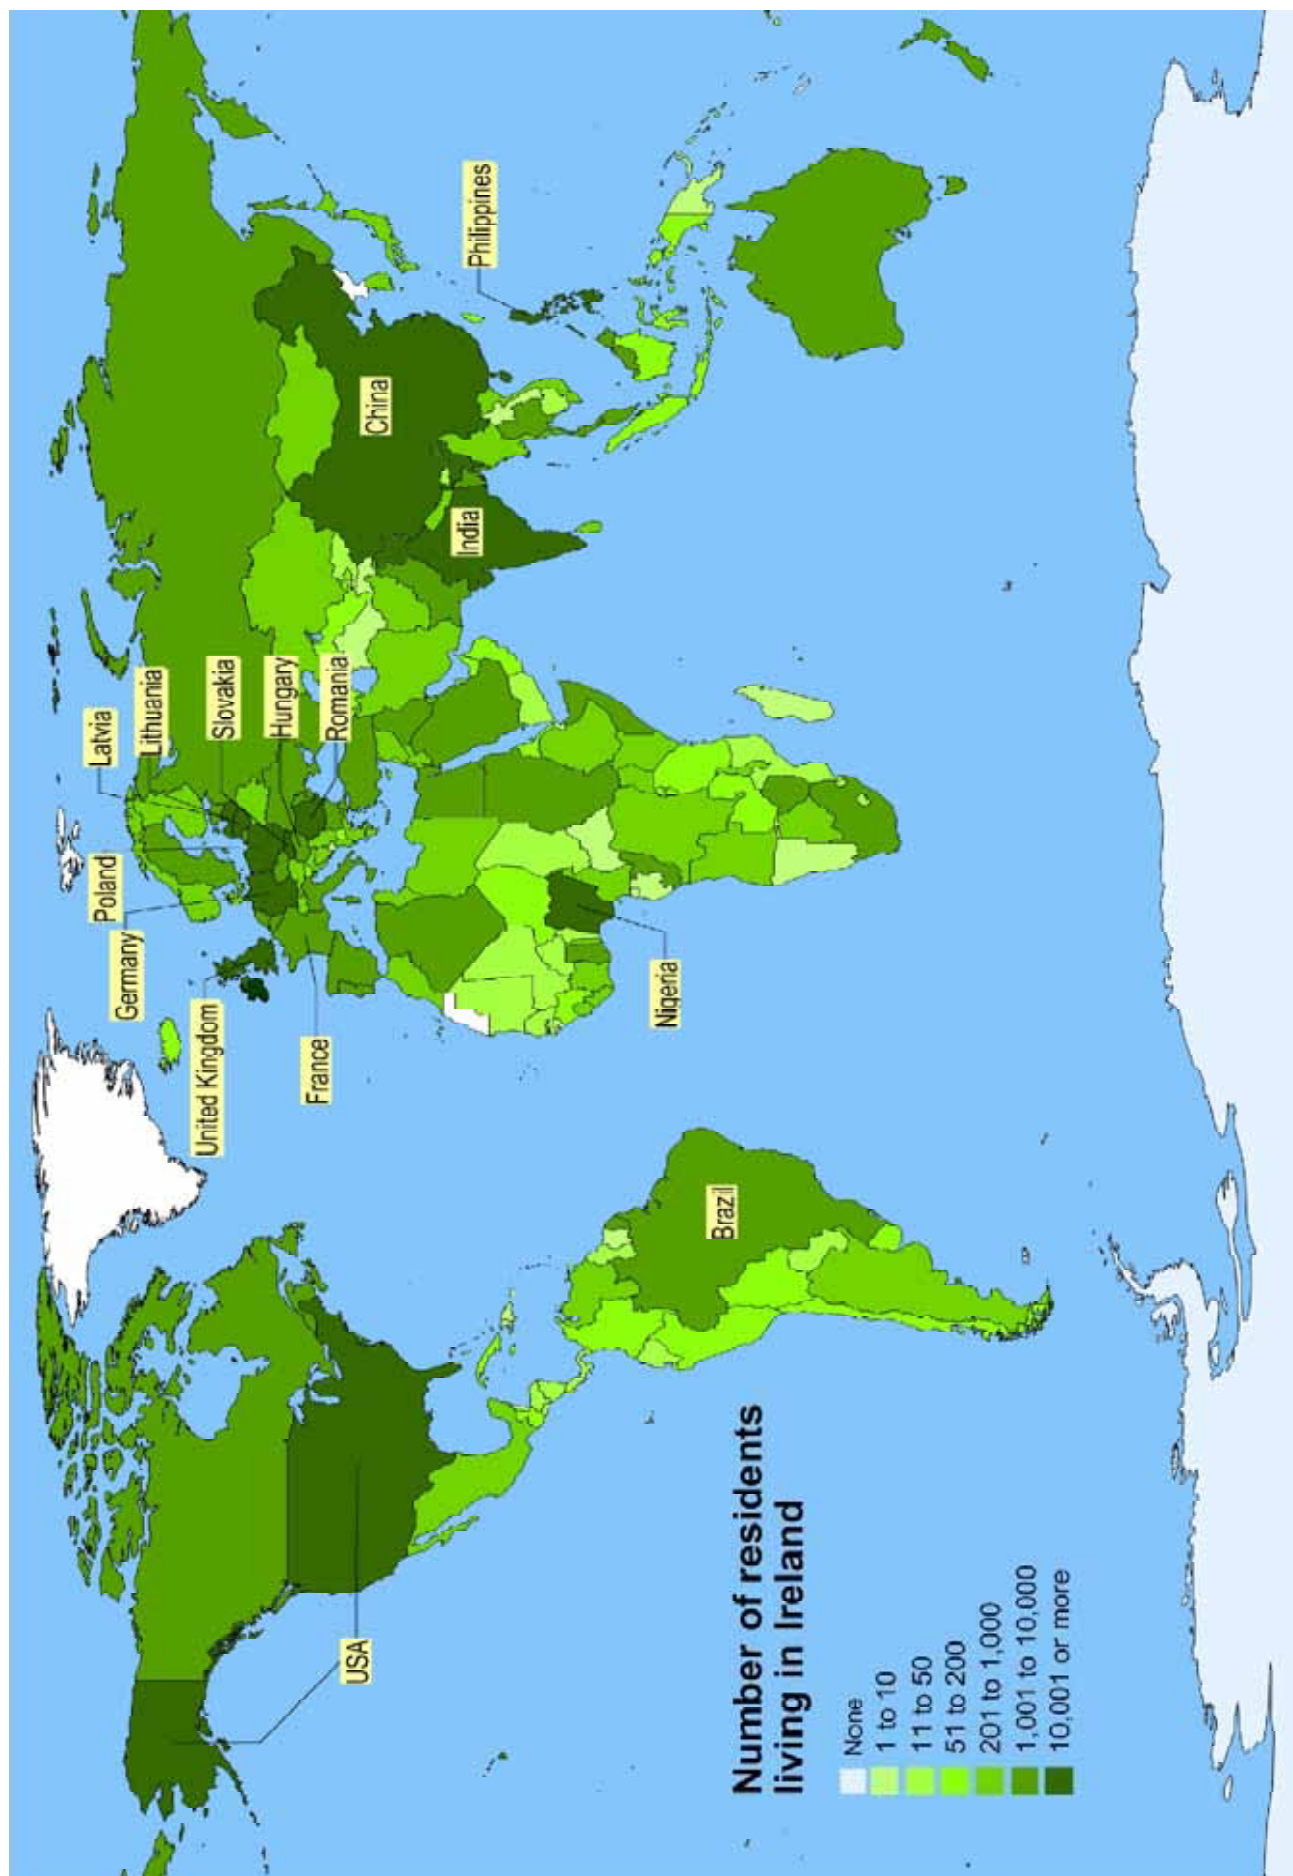 Latvia
Lithuania
Slovakia
Hungary
Romania
Poland
Germany
United Kingdom
France
China
India
Philippines
Nigeria
Brazil
USA
Number of residents
living in Ireland
None
1 to 10
11 to 50
51 to 200
201 to 1,000
1,001 to 10,000
10,001 or more